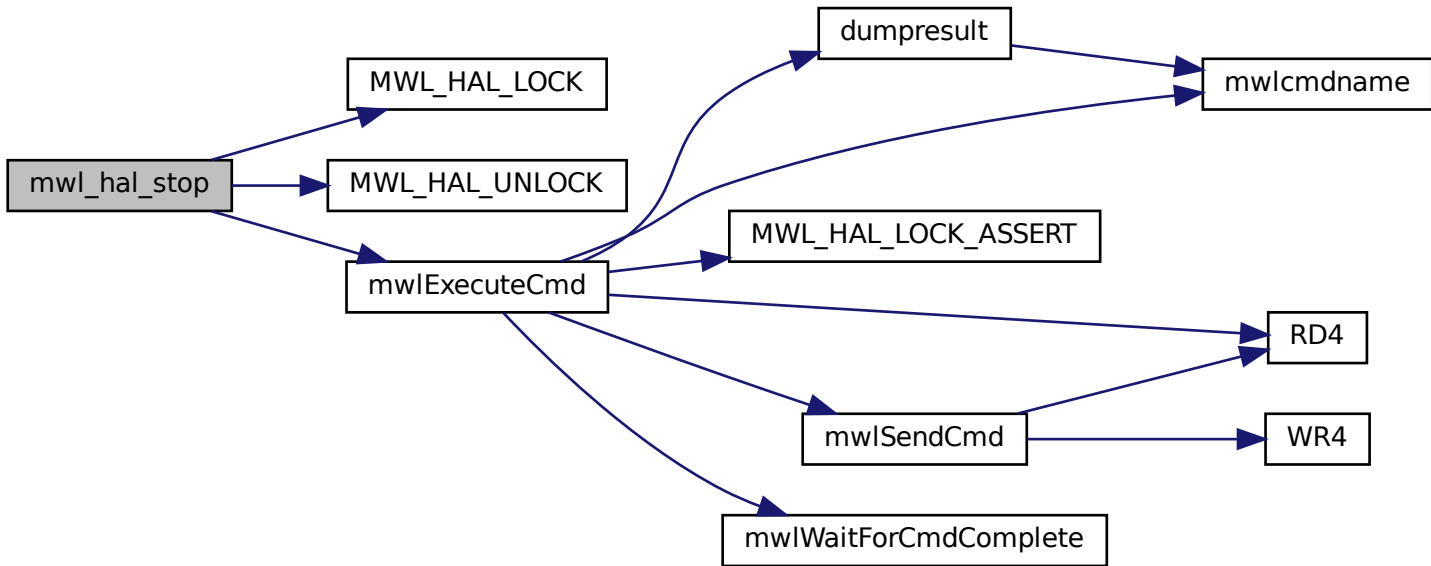 dumpresult
MWL_HAL_LOCK
mwlcmdname
mwl_hal_stop
MWL_HAL_UNLOCK
MWL_HAL_LOCK_ASSERT
mwlExecuteCmd
RD4
mwlSendCmd
WR4
mwlWaitForCmdComplete